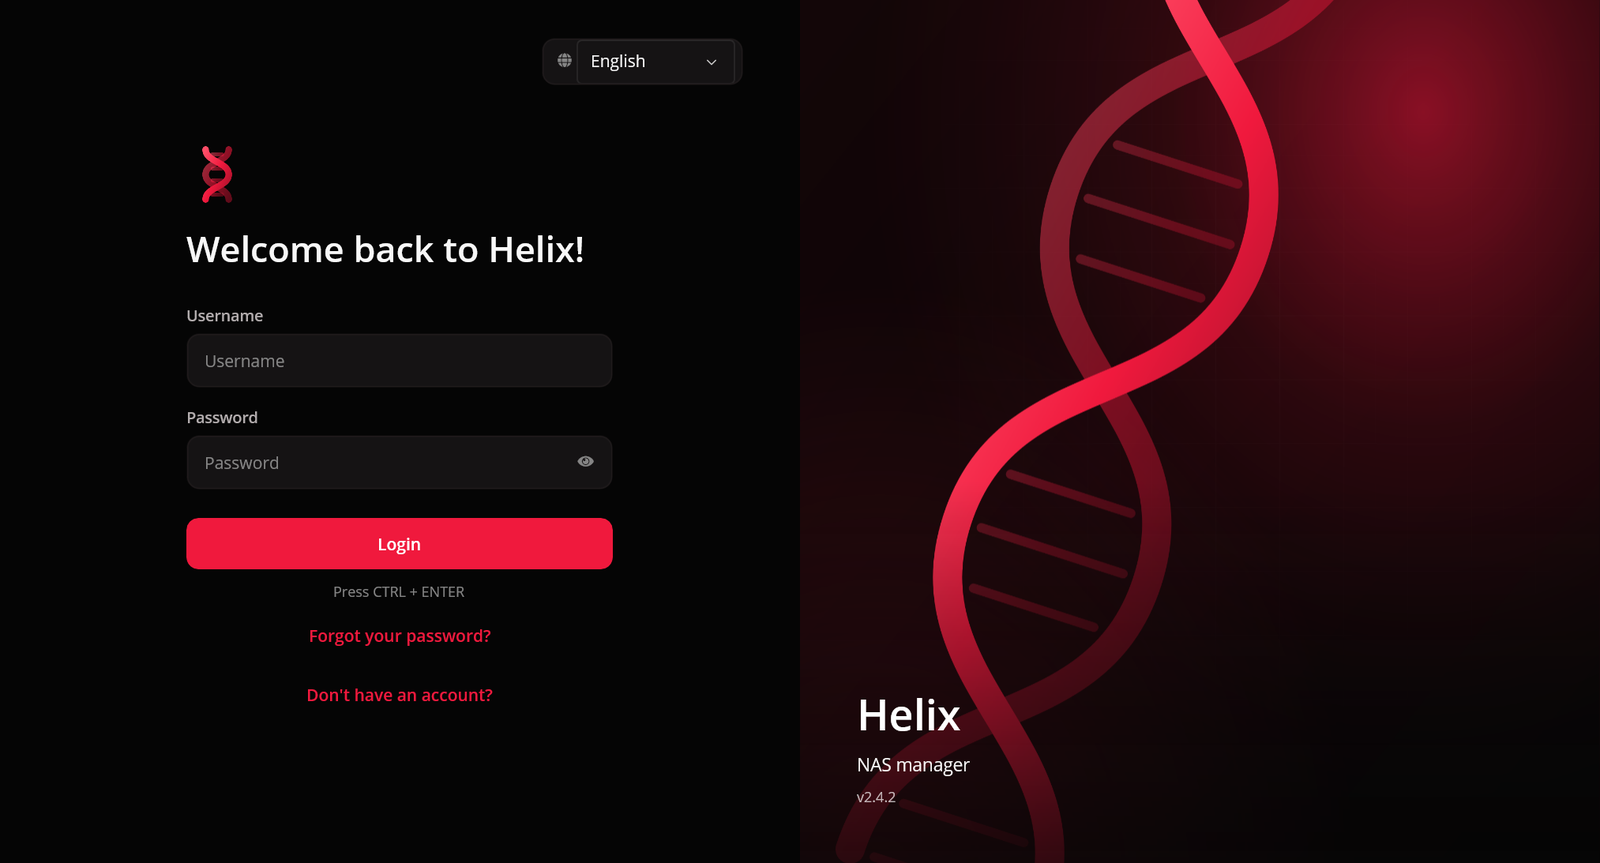 English
Welcome back to Helix!
Username
Username
Password
Password
Login
Press CTRL + ENTER
Forgot your password?
Don't have an account?
Helix
NAS manager
v2.4.2